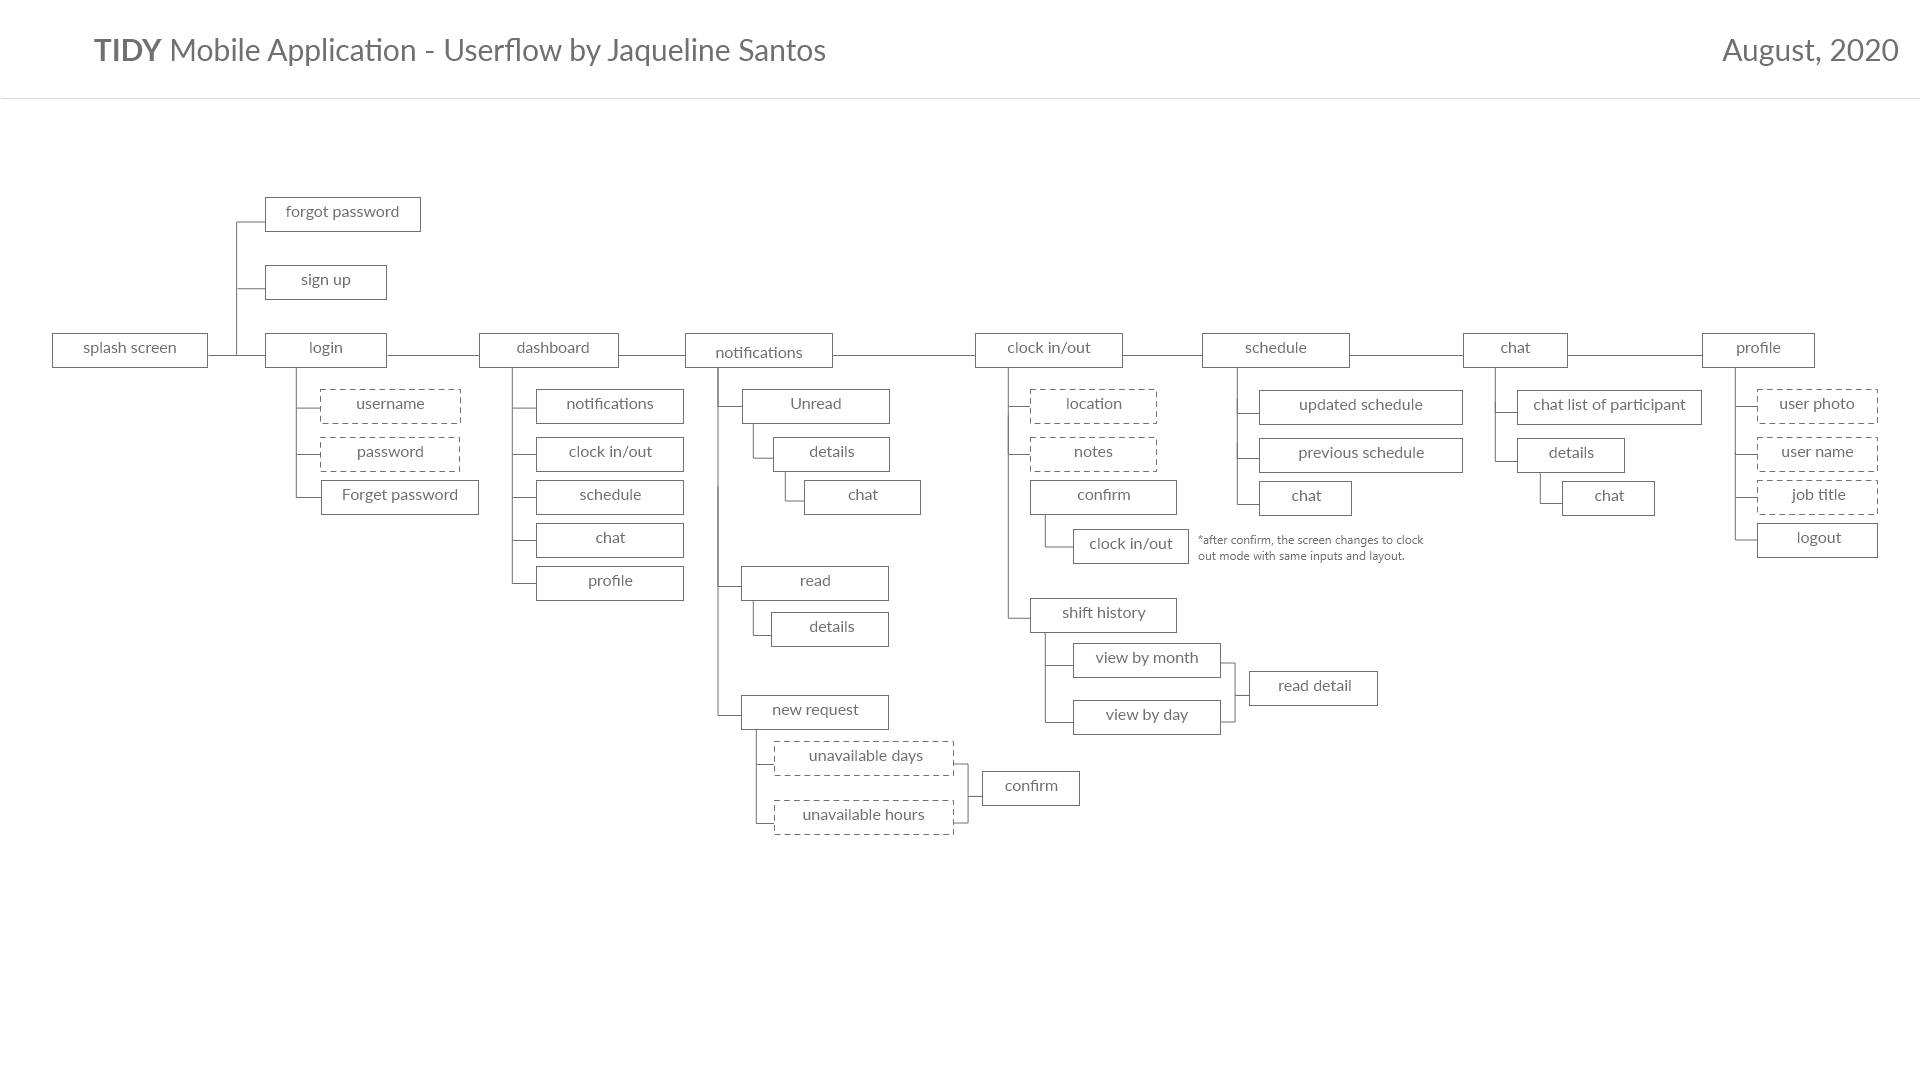 TIDY Mobile Application - Userflow by Jaqueline Santos
August, 2020
forgot password
sign up
splash screen
login
dashboard
notifications
clock in/out
schedule
chat
profile
username
password
Forget password
notifications
clock in/out
schedule
chat
profile
Unread
details
chat
read
details
new request
unavailable days
unavailable hours
confirm
location
notes
confirm
clock in/out
*after confirm, the screen changes to clock
out mode with same inputs and layout.
shift history
view by month
view by day
read detail
updated schedule
previous schedule
chat
chat list of participant
details
chat
user photo
user name
job title
logout